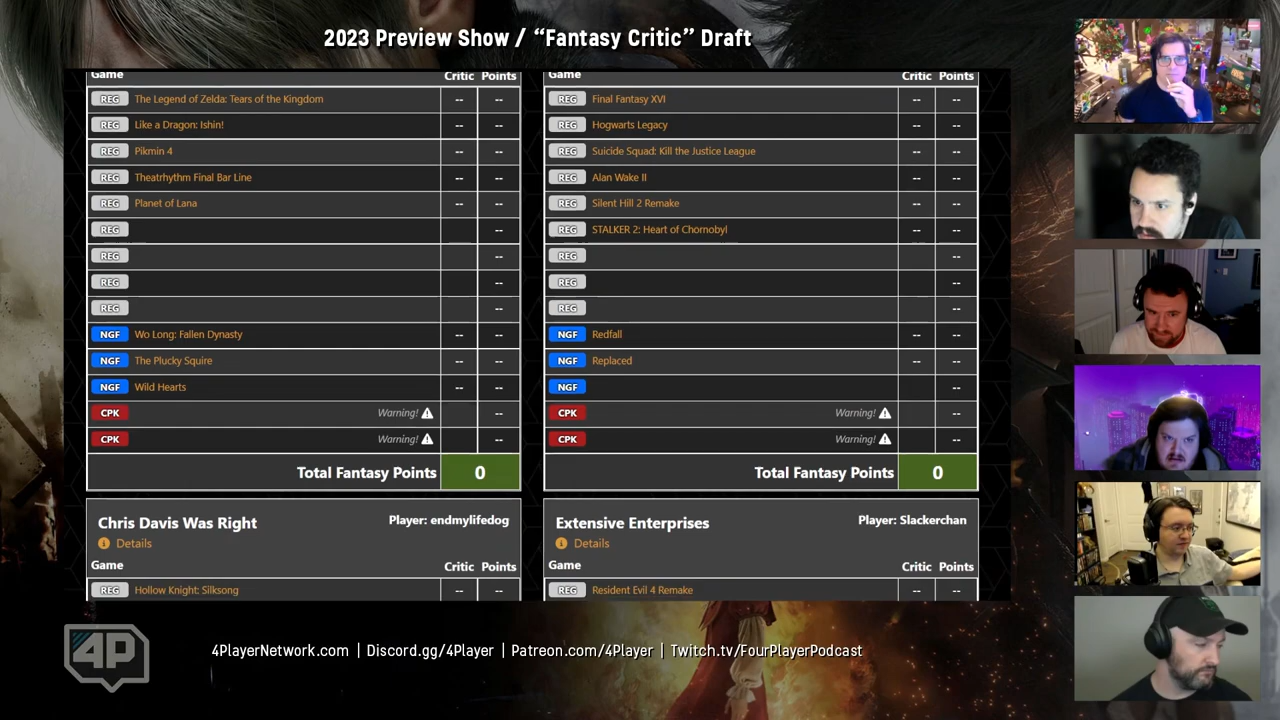 2023 Preview Show / “Fantasy Critic” Draft
Game Critic Points
REG The Legend of Zelda: Tears of the Kingdom -- --
REG Like a Dragon: Ishin! -- --
REG Pikmin 4 -- --
REG Theatrhythm Final Bar Line -- --
REG Planet of Lana -- --
REG --
REG --
REG --
REG --
NGF Wo Long: Fallen Dynasty -- --
NGF The Plucky Squire -- --
NGF Wild Hearts -- --
CPK Warning! --
CPK Warning! --
Total Fantasy Points 0
Game Critic Points
REG Final Fantasy XVI -- --
REG Hogwarts Legacy -- --
REG Suicide Squad: Kill the Justice League -- --
REG Alan Wake II -- --
REG Silent Hill 2 Remake -- --
REG STALKER 2: Heart of Chornobyl -- --
REG --
REG --
REG --
NGF Redfall -- --
NGF Replaced -- --
NGF --
CPK Warning! --
CPK Warning! --
Total Fantasy Points 0
Chris Davis Was Right Player: endmylifedog
Details
Game Critic Points
REG Hollow Knight: Silksong -- --
Extensive Enterprises Player: Slackerchan
Details
Game Critic Points
REG Resident Evil 4 Remake -- --
4P
4PlayerNetwork.com | Discord.gg/4Player | Patreon.com/4Player | Twitch.tv/FourPlayerPodcast